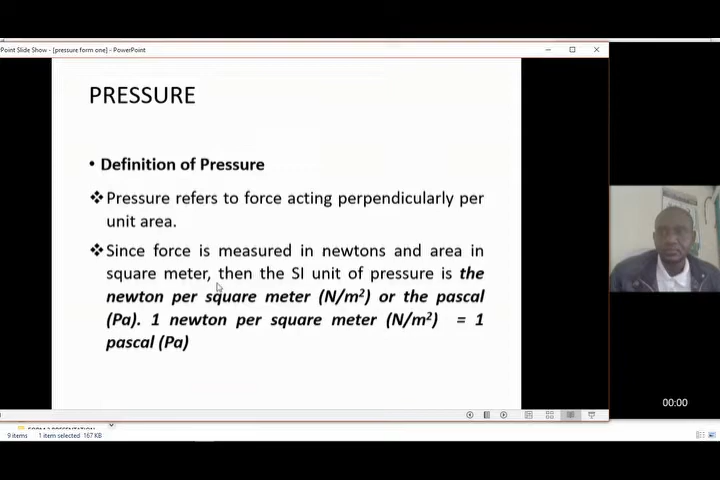 Point Slide Show - [pressure form one] - PowerPoint
PRESSURE
• Definition of Pressure
❖Pressure refers to force acting perpendicularly per
unit area.
❖Since force is measured in newtons and area in
square meter, then the SI unit of pressure is the
newton per square meter (N/m²) or the pascal
(Pa). 1 newton per square meter (N/m²) = 1
pascal (Pa)
00:00
9 items 1 item selected 167 KB